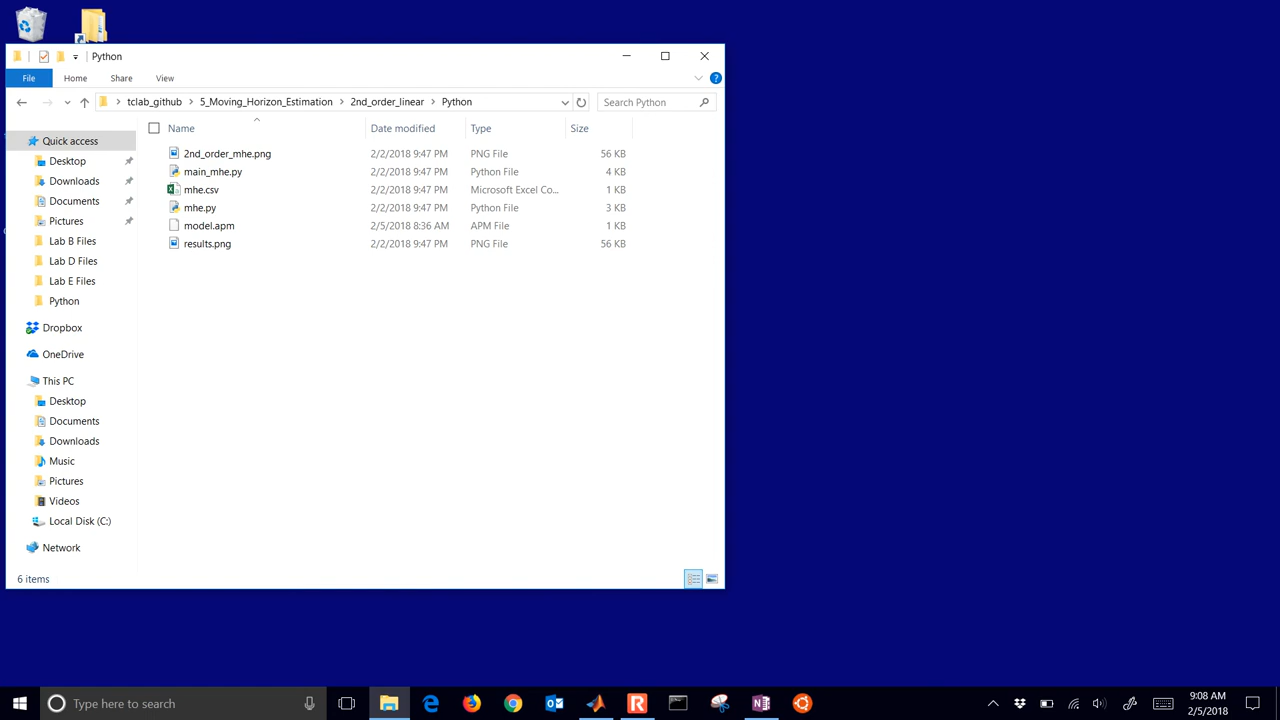 Python
File Home Share View
tclab_github 5_Moving_Horizon_Estimation 2nd_order_linear Python Search Python
Name Date modified Type Size
Quick access
Desktop
Downloads
Documents
Pictures
Lab B Files
Lab D Files
Lab E Files
Python
Dropbox
OneDrive
This PC
Desktop
Documents
Downloads
Music
Pictures
Videos
Local Disk (C:)
Network
2nd_order_mhe.png 2/2/2018 9:47 PM PNG File 56 KB
main_mhe.py 2/2/2018 9:47 PM Python File 4 KB
mhe.csv 2/2/2018 9:47 PM Microsoft Excel Co... 1 KB
mhe.py 2/2/2018 9:47 PM Python File 3 KB
model.apm 2/5/2018 8:36 AM APM File 1 KB
results.png 2/2/2018 9:47 PM PNG File 56 KB
6 items
Type here to search
9:08 AM
2/5/2018